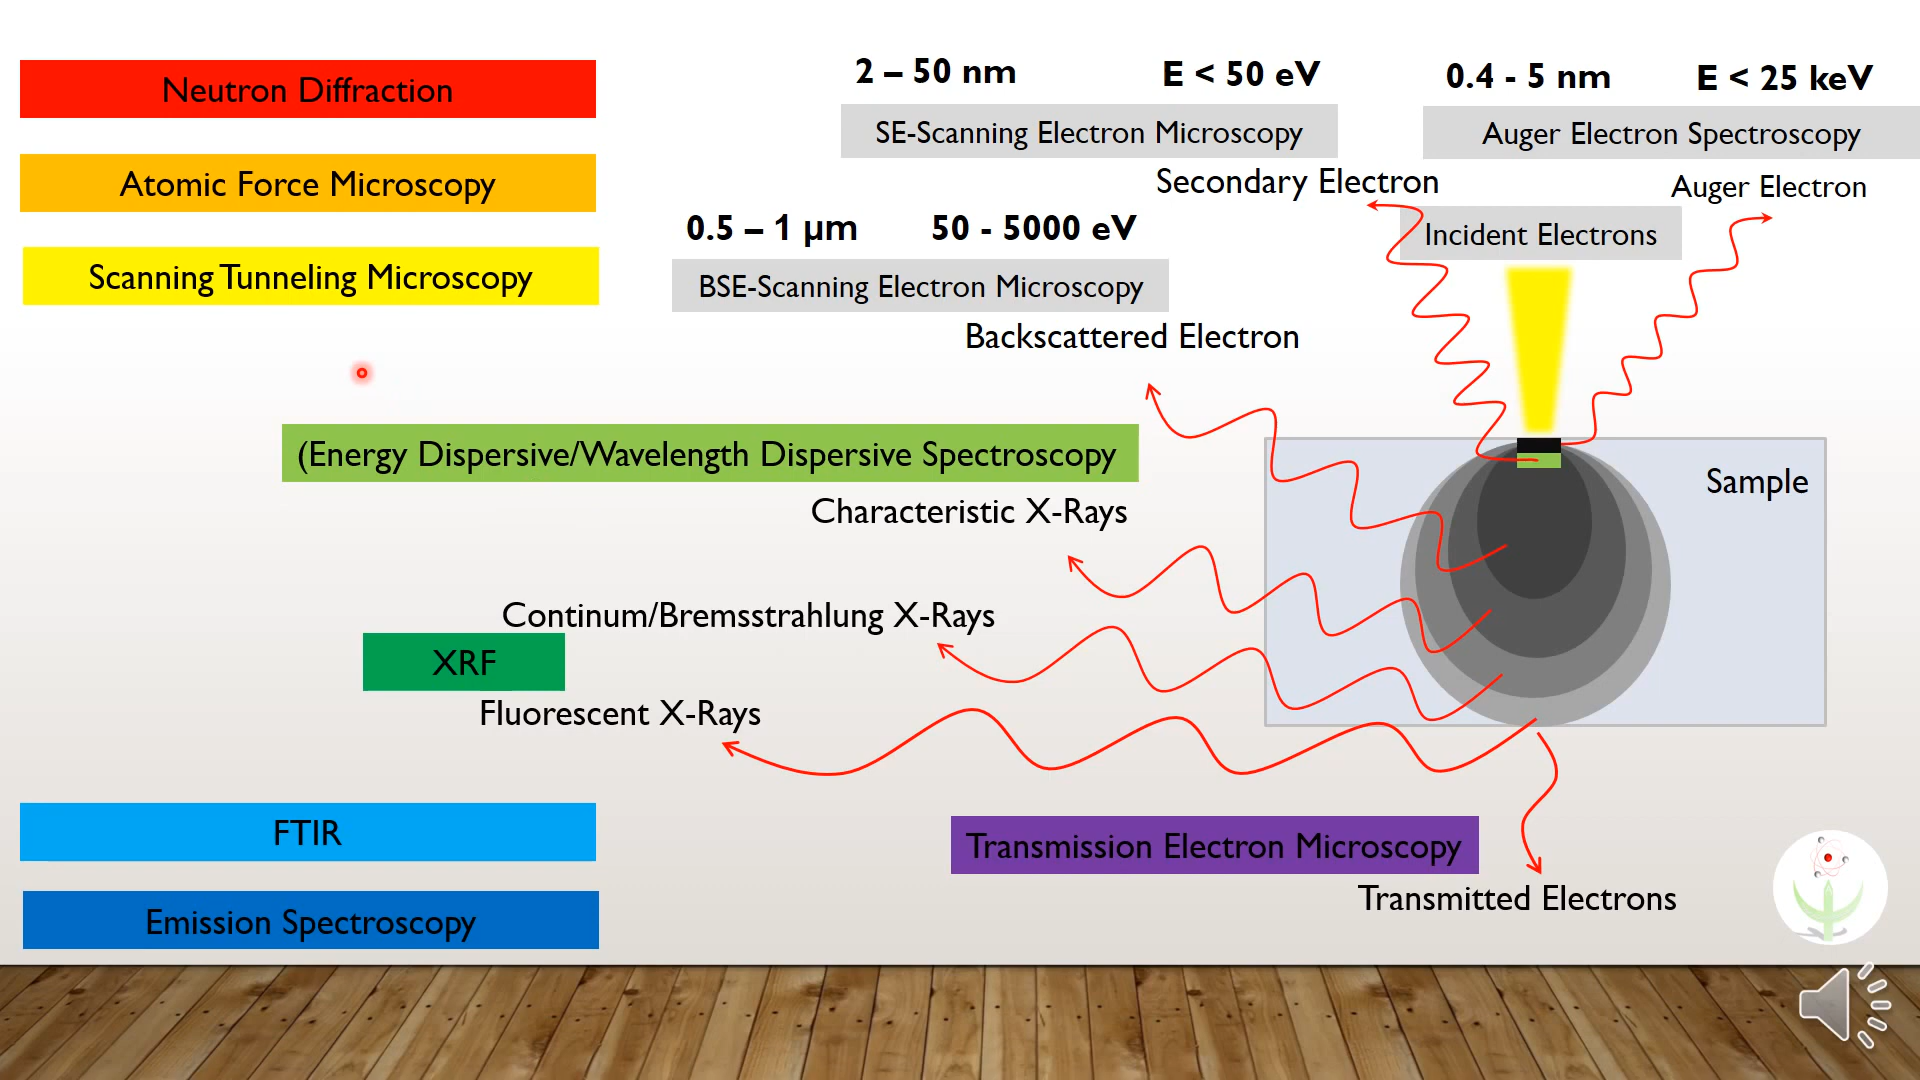 Neutron Diffraction
Atomic Force Microscopy
Scanning Tunneling Microscopy
2 – 50 nm
E < 50 eV
SE-Scanning Electron Microscopy
Secondary Electron
0.4 - 5 nm
E < 25 keV
Auger Electron Spectroscopy
Auger Electron
Incident Electrons
0.5 – 1 µm
50 - 5000 eV
BSE-Scanning Electron Microscopy
Backscattered Electron
(Energy Dispersive/Wavelength Dispersive Spectroscopy
Characteristic X-Rays
Sample
Continum/Bremsstrahlung X-Rays
XRF
Fluorescent X-Rays
FTIR
Emission Spectroscopy
Transmission Electron Microscopy
Transmitted Electrons